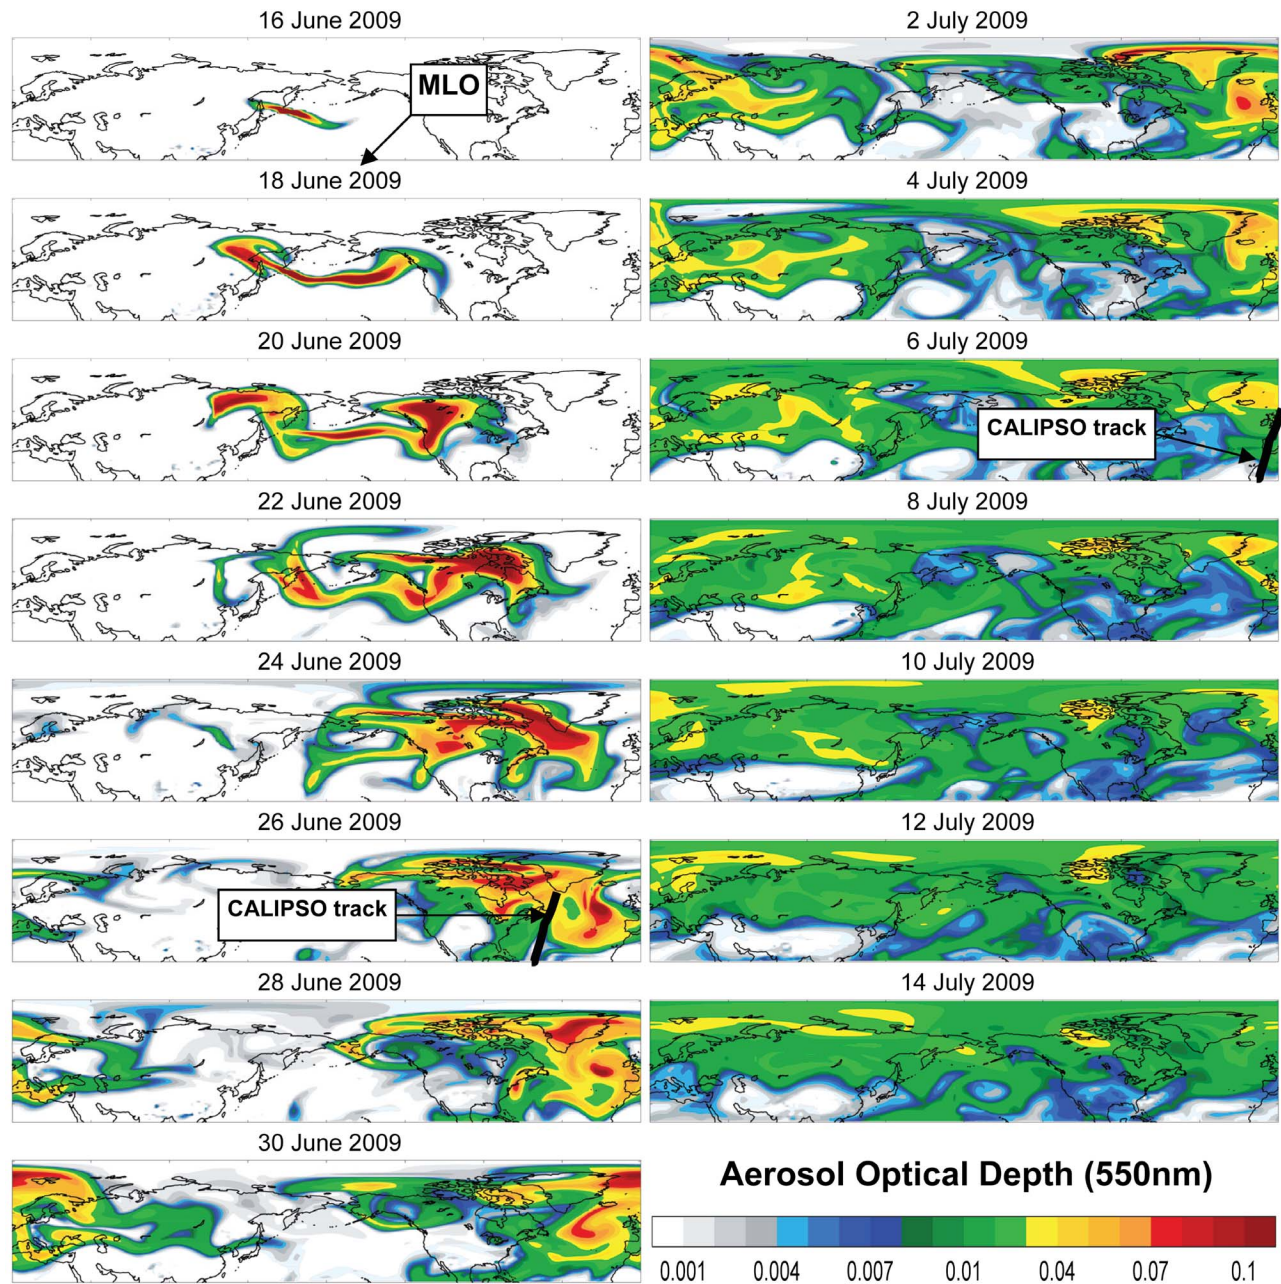 16 June 2009
MLO
18 June 2009
20 June 2009
22 June 2009
24 June 2009
26 June 2009
CALIPSO track
28 June 2009
30 June 2009
2 July 2009
4 July 2009
6 July 2009
CALIPSO track
8 July 2009
10 July 2009
12 July 2009
14 July 2009
Aerosol Optical Depth (550nm)
0.001 0.004 0.007 0.01 0.04 0.07 0.1